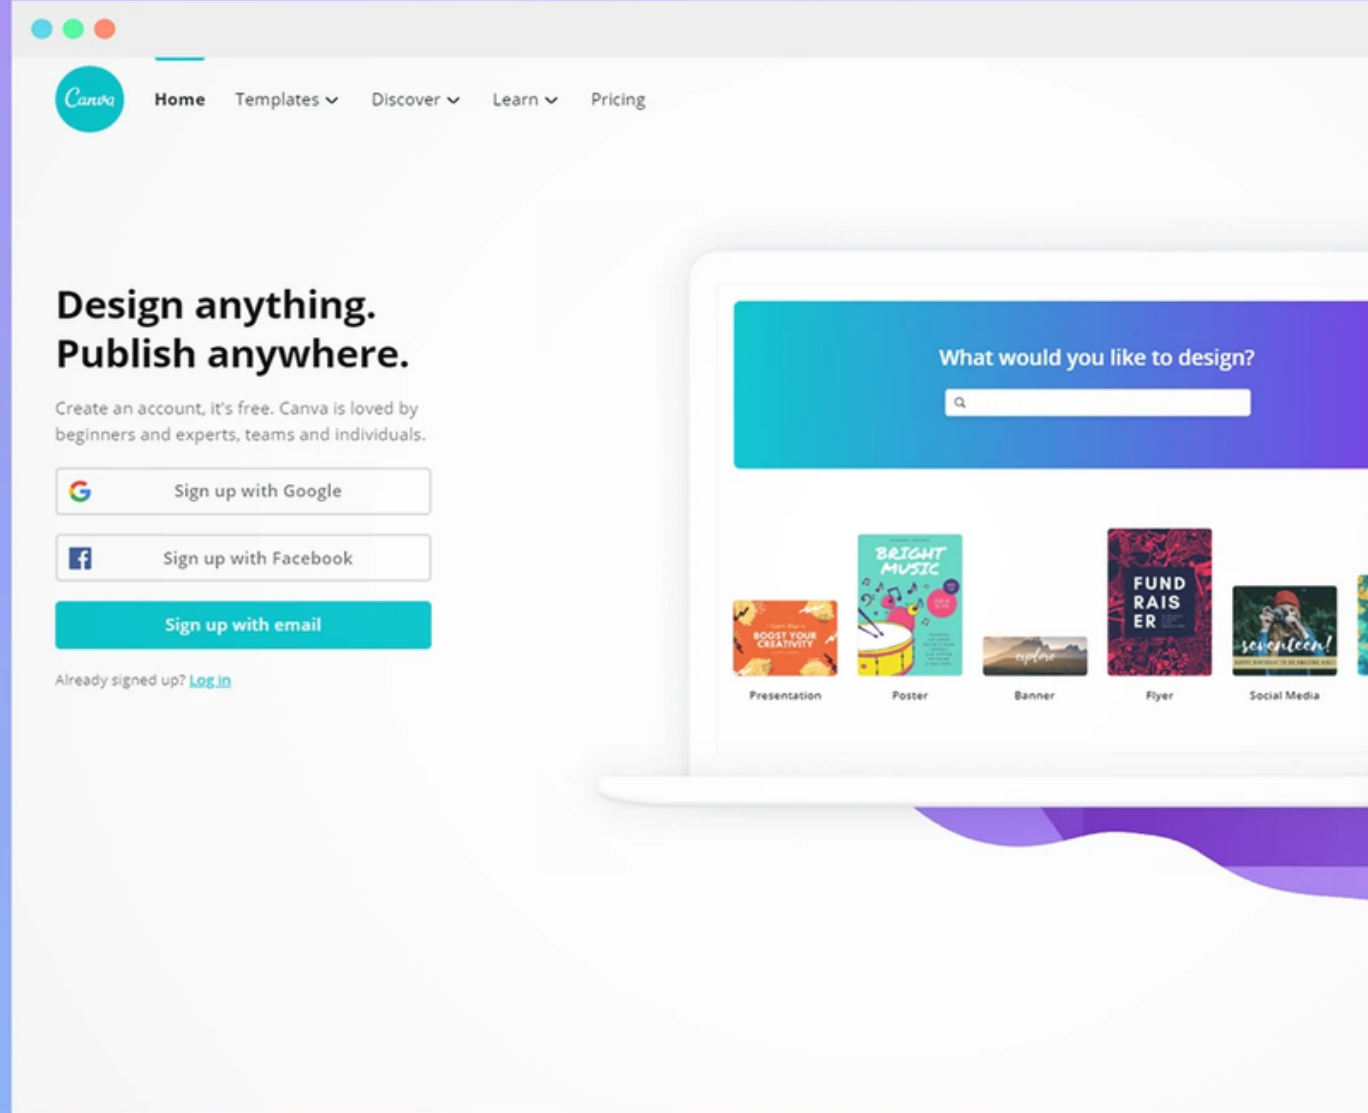 Canva
Home Templates Discover Learn Pricing
Design anything.
Publish anywhere.
Create an account, it's free. Canva is loved by
beginners and experts, teams and individuals.
Sign up with Google
Sign up with Facebook
Sign up with email
Already signed up? Log in
What would you like to design?
BOOST YOUR
CREATIVITY
Presentation
BRIGHT
MUSIC
Poster
explore
Banner
FUND
RAIS
ER
Flyer
seventeen!
Social Media